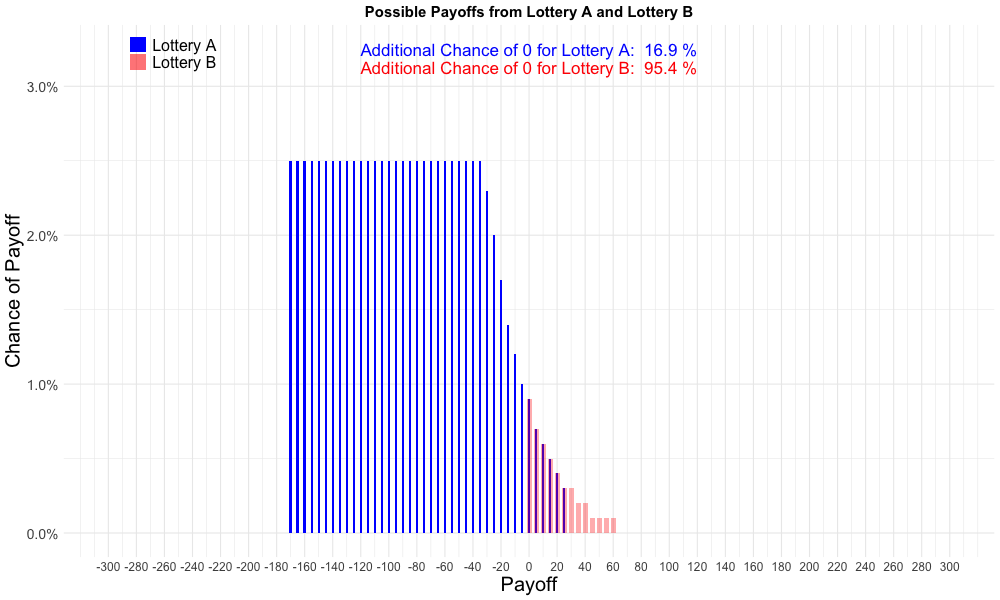 Possible Payoffs from Lottery A and Lottery B
Lottery A
Lottery B
Additional Chance of 0 for Lottery A: 16.9 %
Additional Chance of 0 for Lottery B: 95.4 %
Chance of Payoff
3.0%
2.0%
1.0%
0.0%
-300 -280 -260 -240 -220 -200 -180 -160 -140 -120 -100 -80 -60 -40 -20 0 20 40 60 80 100 120 140 160 180 200 220 240 260 280 300
Payoff